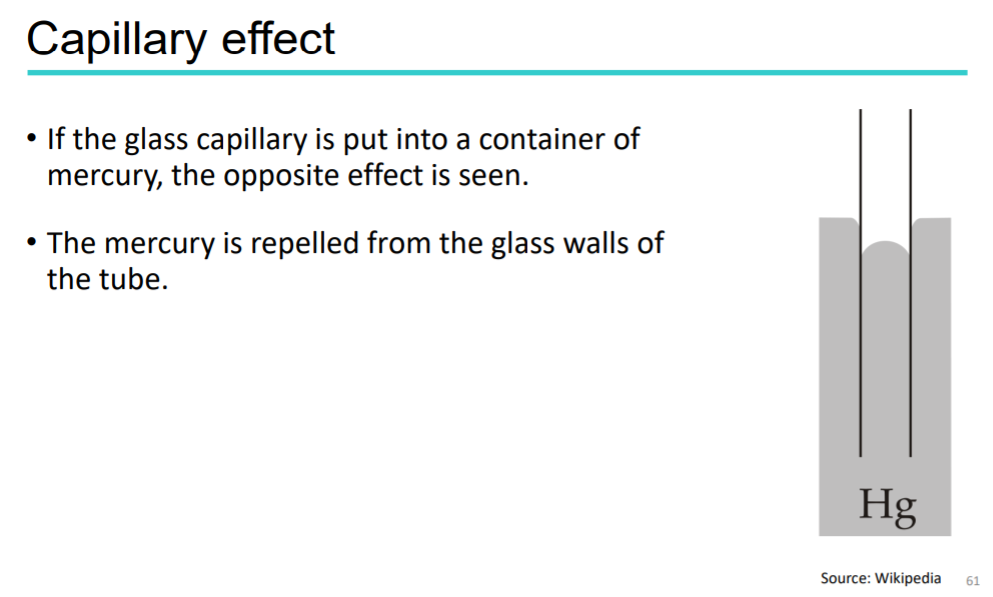 Capillary effect
• If the glass capillary is put into a container of
mercury, the opposite effect is seen.
• The mercury is repelled from the glass walls of
the tube.
Hg
Source: Wikipedia
61